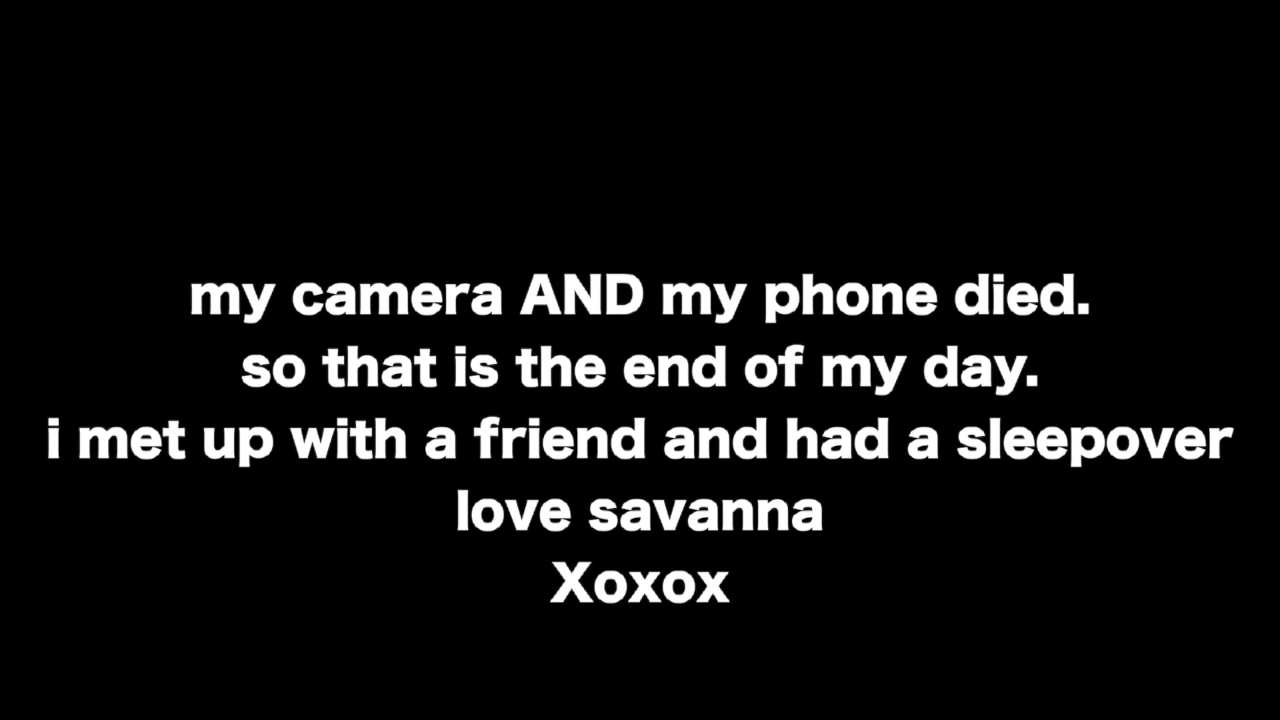 my camera AND my phone died.
so that is the end of my day.
i met up with a friend and had a sleepover
love savanna
Xoxox